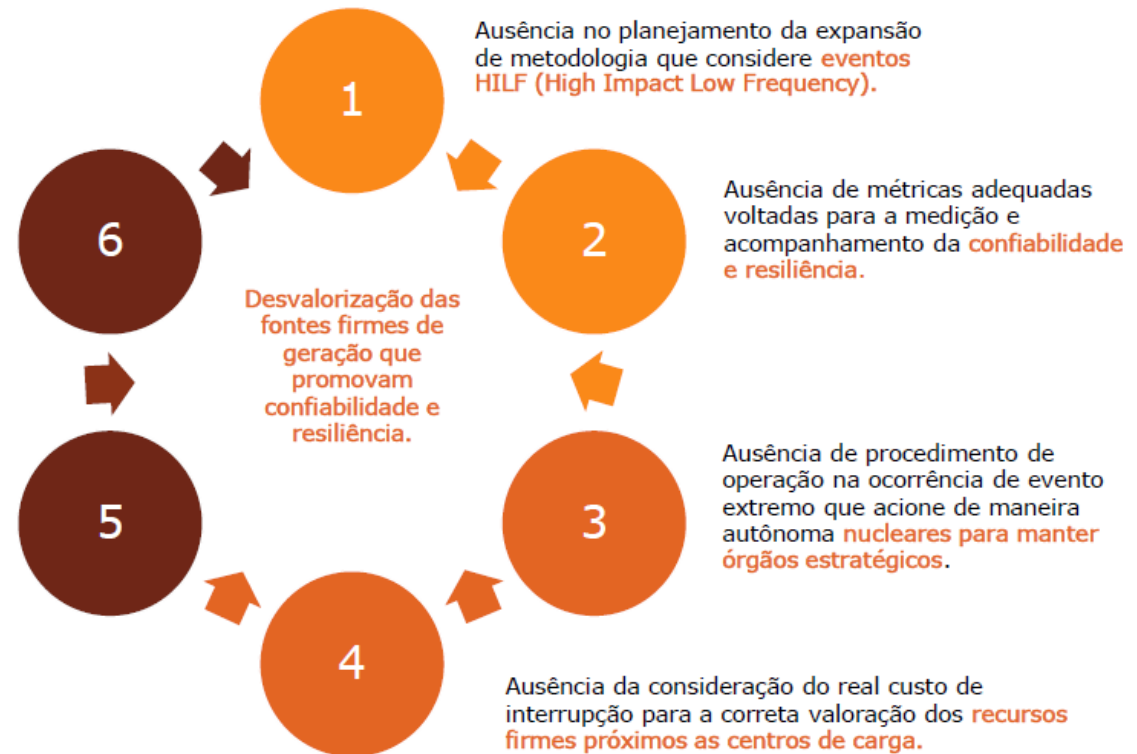 Ausência no planejamento da expansão
de metodologia que considere eventos
HILF (High Impact Low Frequency).
1
Ausência de métricas adequadas
voltadas para a medição e
acompanhamento da confiabilidade
e resiliência.
2
6
Desvalorização das
fontes firmes de
geração que
promovam
confiabilidade e
resiliência.
Ausência de procedimento de
operação na ocorrência de evento
extremo que acione de maneira
autônoma nucleares para manter
órgãos estratégicos.
3
5
4
Ausência da consideração do real custo de
interrupção para a correta valoração dos recursos
firmes próximos as centros de carga.